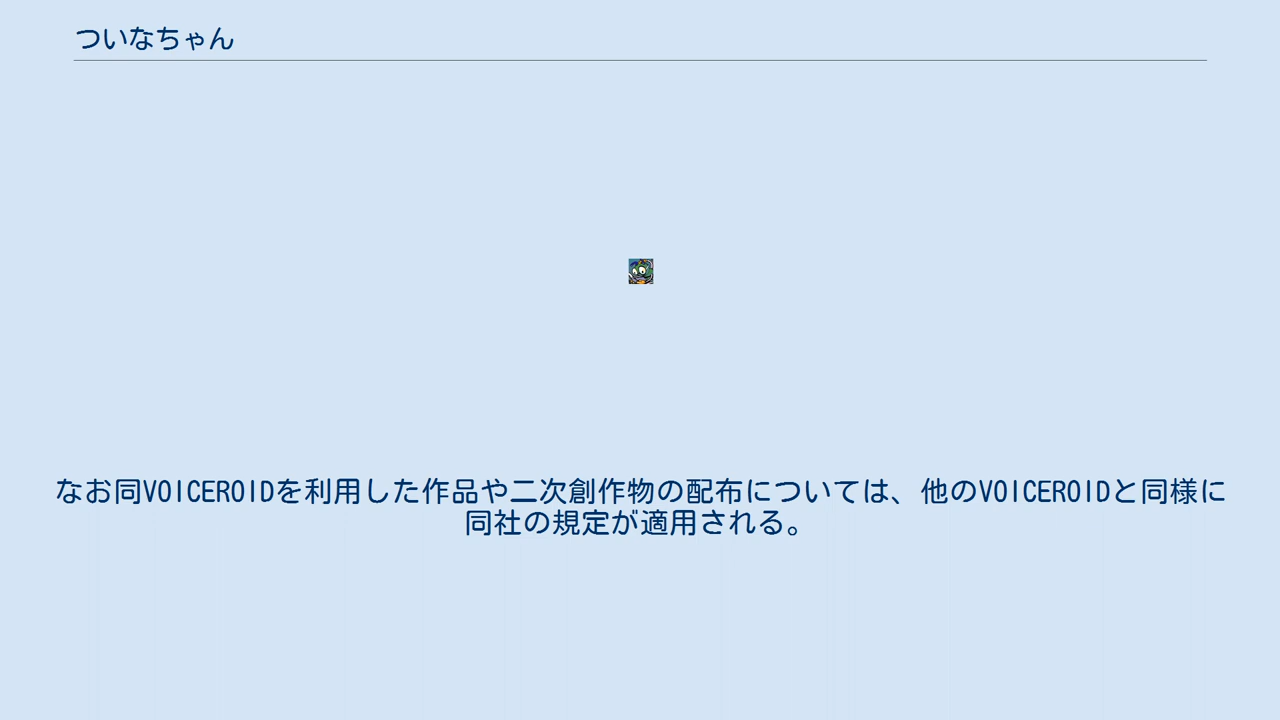 ついなちゃん
なお同VOICEROIDを利用した作品や二次創作物の配布については、他のVOICEROIDと同様に
同社の規定が適用される。